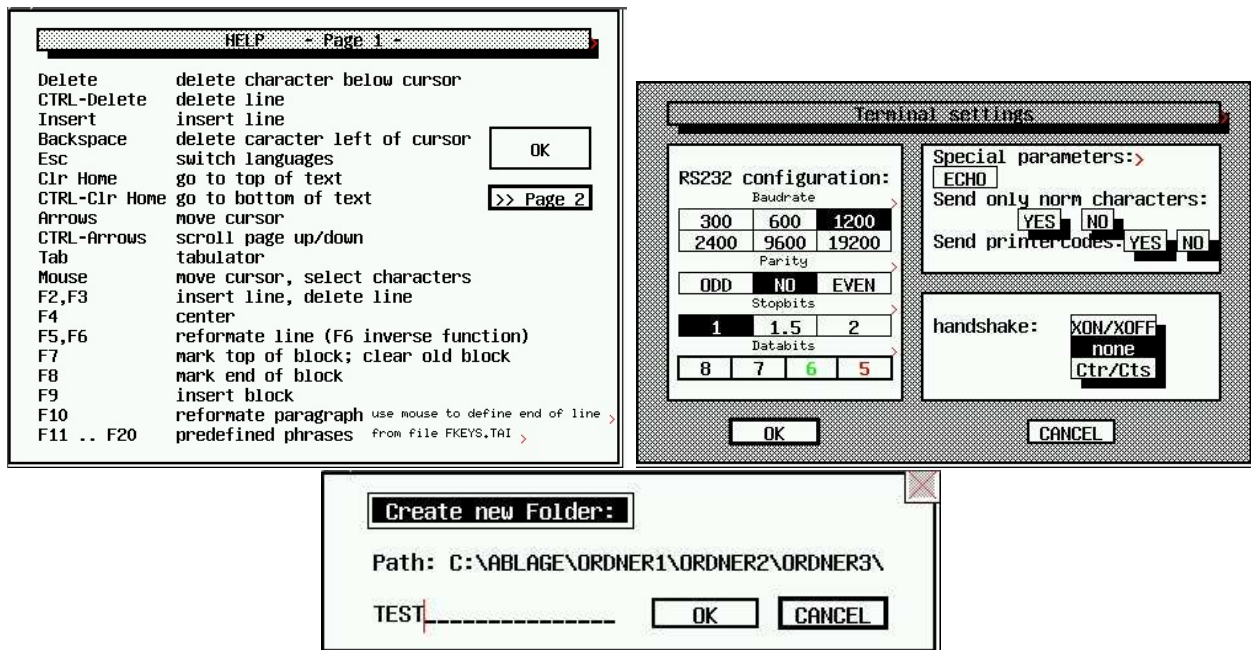 HELP - Page 1 -
Delete delete character below cursor
CTRL-Delete delete line
Insert insert line
Backspace delete caracter left of cursor
Esc switch languages
Clr Home go to top of text
CTRL-Clr Home go to bottom of text
Arrows move cursor
CTRL-Arrows scroll page up/down
Tab tabulator
Mouse move cursor, select characters
F2,F3 insert line, delete line
F4 center
F5,F6 reformate line (F6 inverse function)
F7 mark top of block; clear old block
F8 mark end of block
F9 insert block
F10 reformate paragraph use mouse to define end of line
F11 .. F20 predefined phrases from file FKEYS.TAI
OK
>> Page 2
Terminal settings
RS232 configuration:
Baudrate
300 600 1200
2400 9600 19200
Parity
ODD NO EVEN
Stopbits
1 1.5 2
Databits
8 7 6 5
Special parameters:
ECHO
Send only norm characters:
YES NO
Send printercodes: YES NO
handshake: XON/XOFF
none
Ctr/Cts
OK CANCEL
Create new Folder:
Path: C:\ABLAGE\ORDNER1\ORDNER2\ORDNER3\
TEST_______________ OK CANCEL